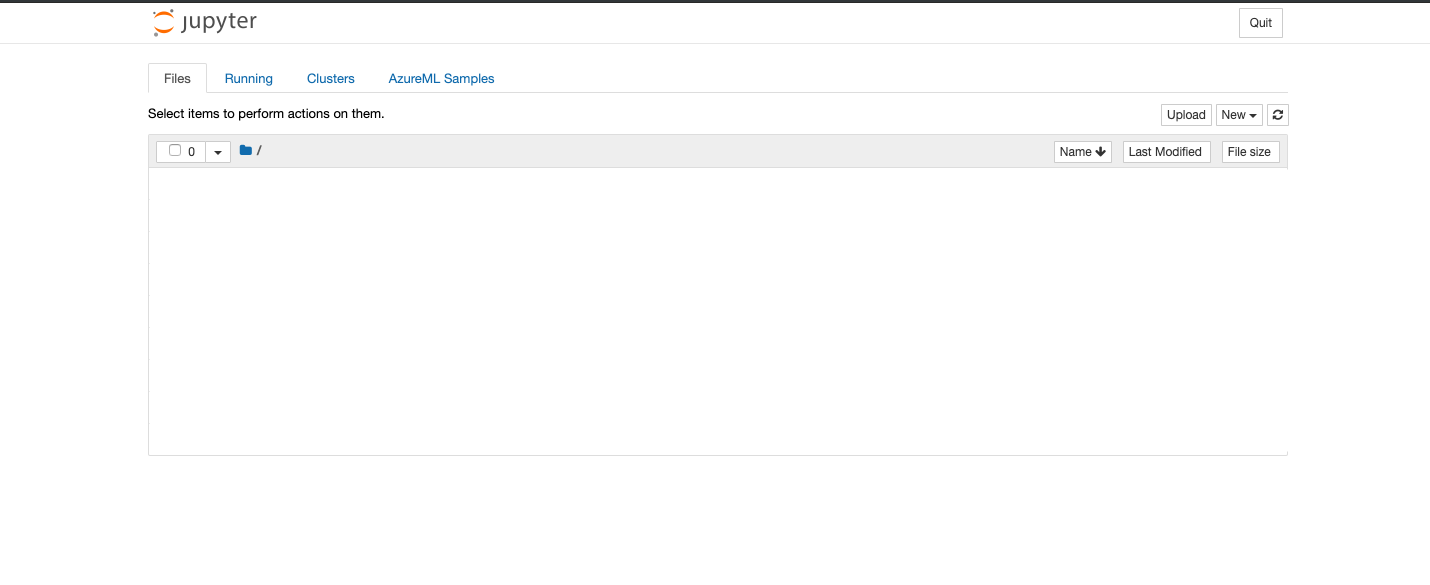 jupyter
Quit
Files Running Clusters AzureML Samples
Select items to perform actions on them.
Upload New
0 / Name Last Modified File size